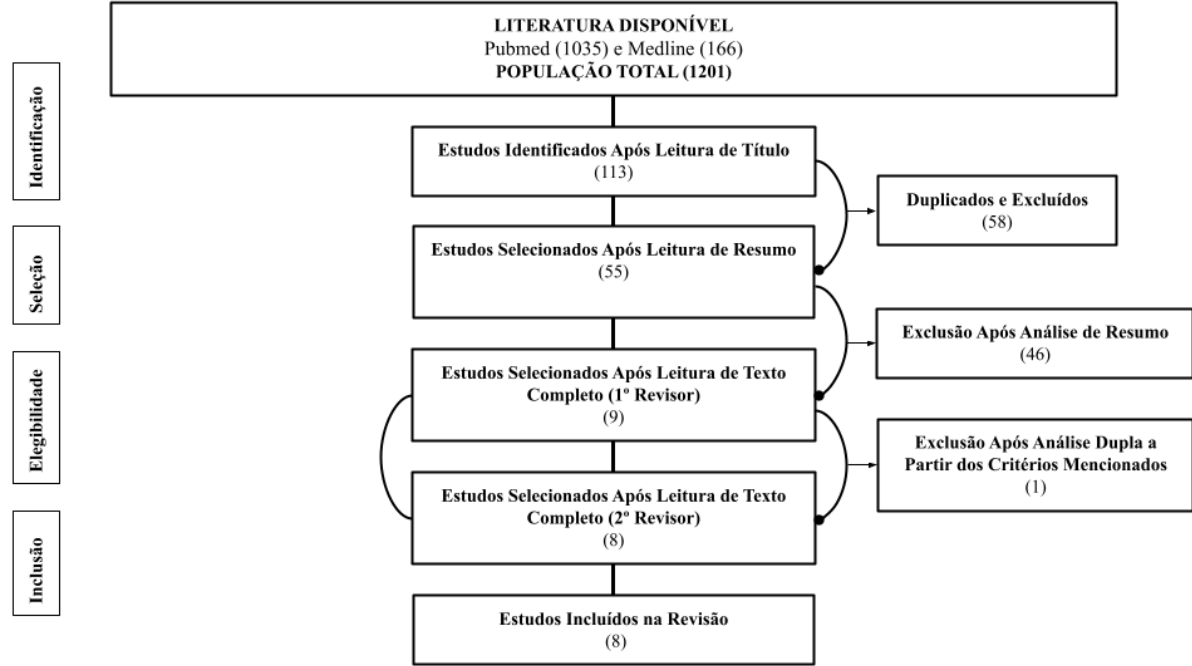 LITERATURA DISPONÍVEL
Pubmed (1035) e Medline (166)
POPULAÇÃO TOTAL (1201)
Identificação
Estudos Identificados Após Leitura de Título
(113)
Duplicados e Excluídos
(58)
Seleção
Estudos Selecionados Após Leitura de Resumo
(55)
Exclusão Após Análise de Resumo
(46)
Elegibilidade
Estudos Selecionados Após Leitura de Texto
Completo (1º Revisor)
(9)
Exclusão Após Análise Dupla a
Partir dos Critérios Mencionados
(1)
Estudos Selecionados Após Leitura de Texto
Completo (2º Revisor)
(8)
Inclusão
Estudos Incluídos na Revisão
(8)